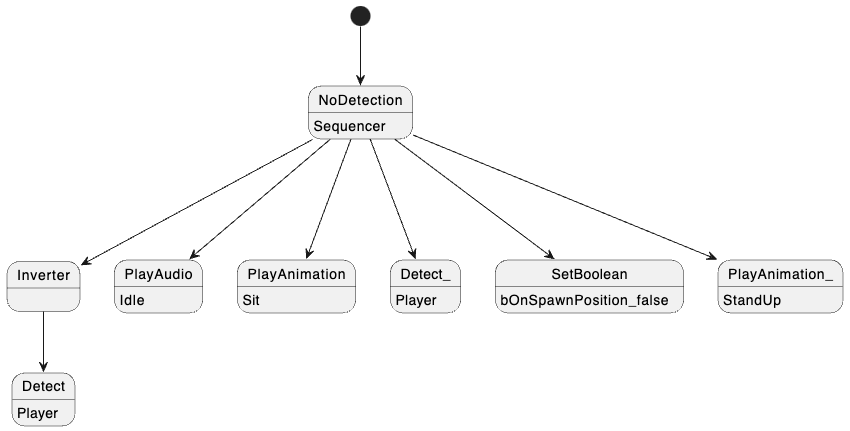 NoDetection
Sequencer
Inverter
PlayAudio
Idle
PlayAnimation
Sit
Detect_
Player
SetBoolean
bOnSpawnPosition_false
PlayAnimation_
StandUp
Detect
Player